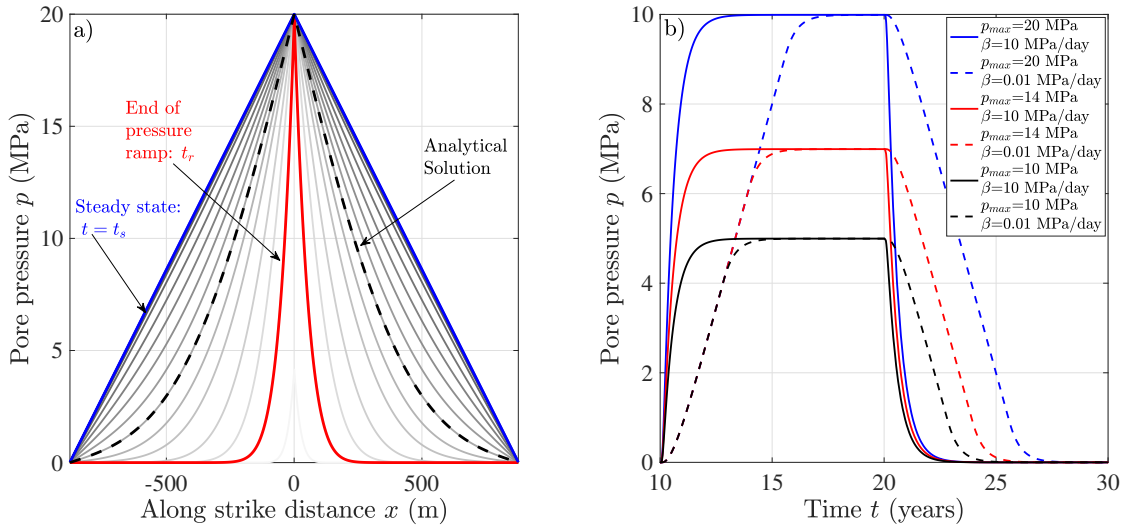 a)
20
15
10
5
0
Pore pressure p (MPa)
End of
pressure
ramp: t_r
Analytical
Solution
Steady state:
t = t_s
-500 0 500
Along strike distance x (m)
b)
10
8
6
4
2
0
Pore pressure p (MPa)
p_max=20 MPa
β=10 MPa/day
p_max=20 MPa
β=0.01 MPa/day
p_max=14 MPa
β=10 MPa/day
p_max=14 MPa
β=0.01 MPa/day
p_max=10 MPa
β=10 MPa/day
p_max=10 MPa
β=0.01 MPa/day
10 15 20 25 30
Time t (years)